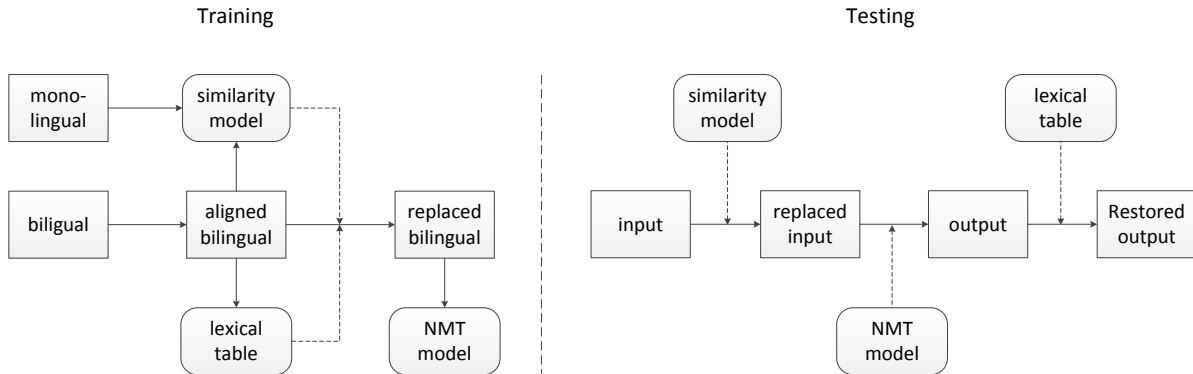 Training
mono-
lingual
similarity
model
biligual
aligned
bilingual
replaced
bilingual
lexical
table
NMT
model
Testing
similarity
model
lexical
table
input
replaced
input
output
Restored
output
NMT
model